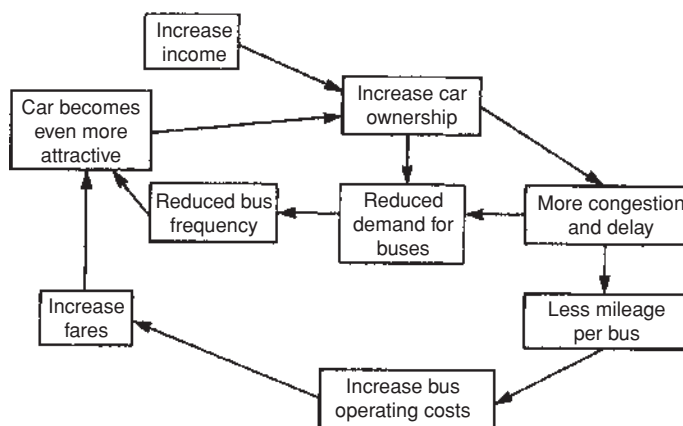 Increase
income
Increase car
ownership
Car becomes
even more
attractive
Reduced bus
frequency
Reduced
demand for
buses
More congestion
and delay
Increase
fares
Less mileage
per bus
Increase bus
operating costs